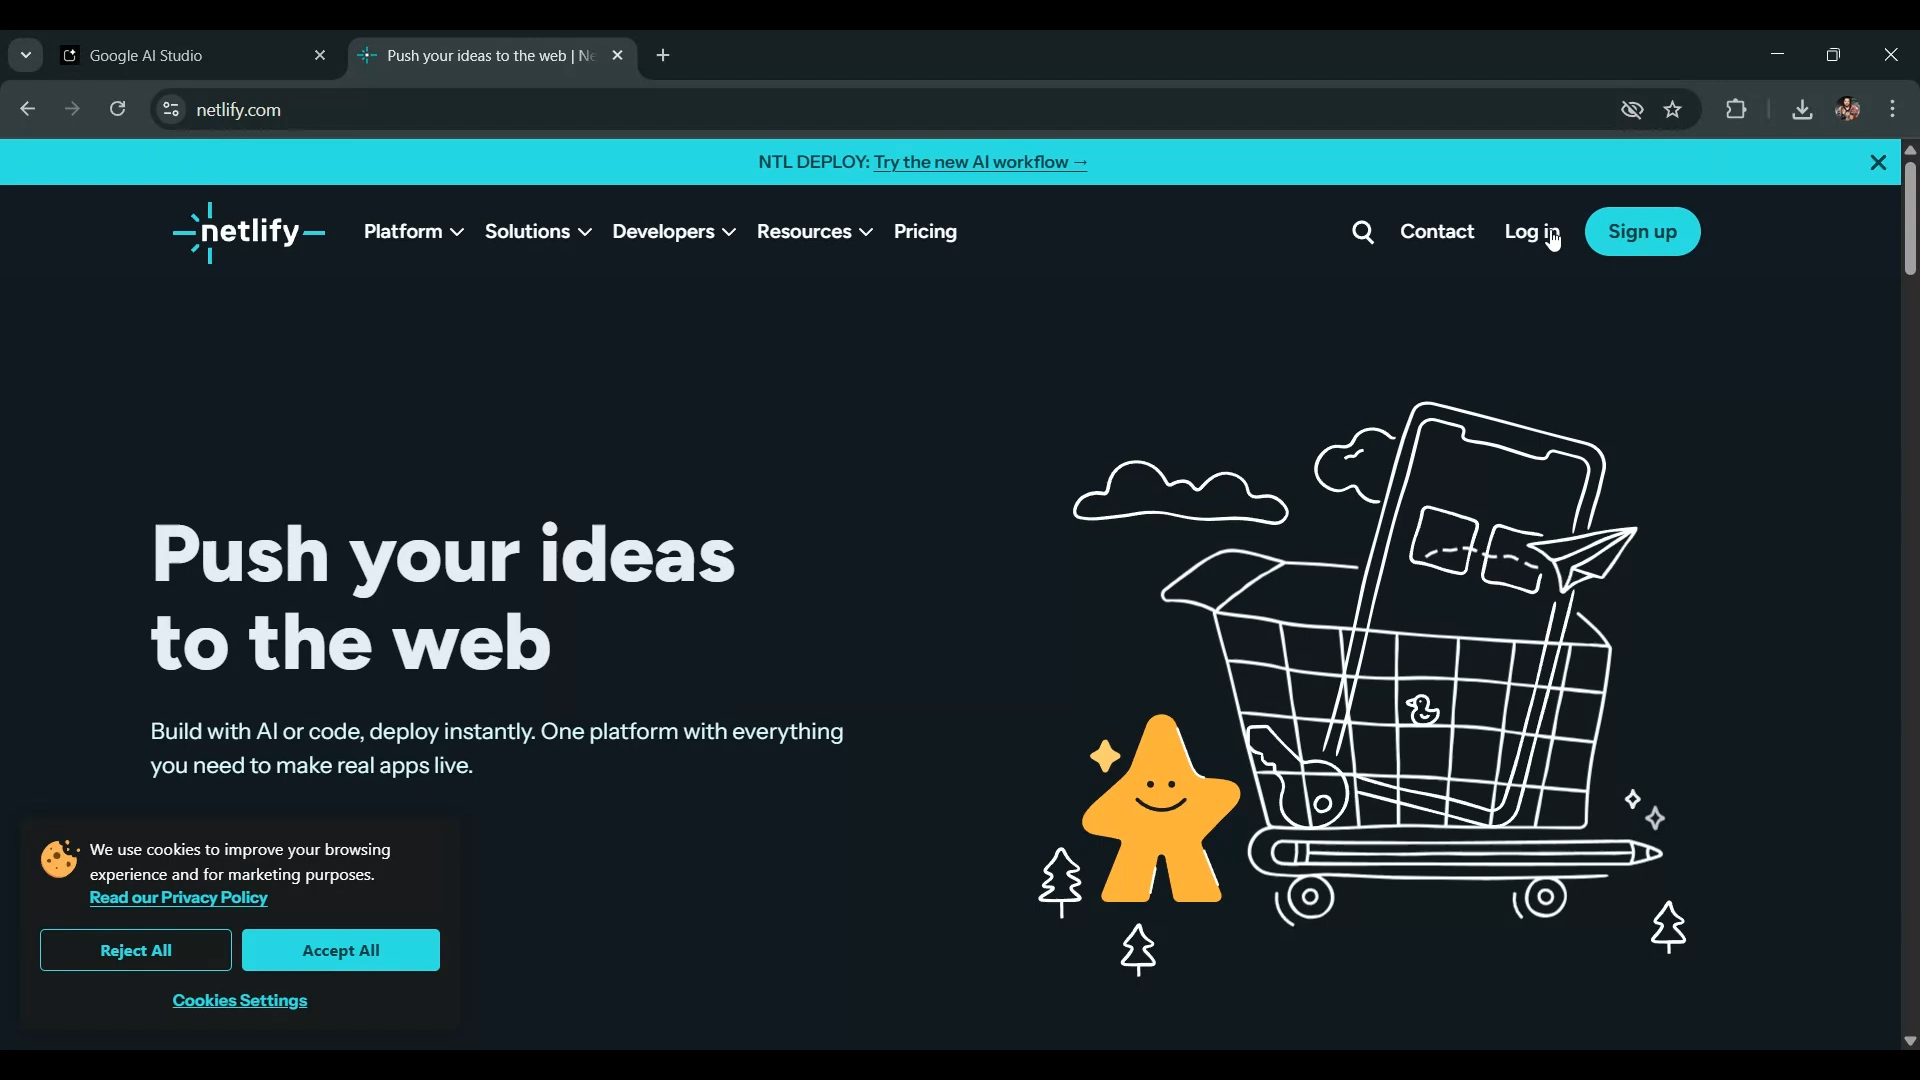 Google AI Studio
Push your ideas to the web | Ne
netlify.com
NTL DEPLOY: Try the new AI workflow →
netlify
Platform
Solutions
Developers
Resources
Pricing
Contact
Log in
Sign up
Push your ideas
to the web
Build with AI or code, deploy instantly. One platform with everything
you need to make real apps live.
We use cookies to improve your browsing
experience and for marketing purposes.
Read our Privacy Policy
Reject All
Accept All
Cookies Settings